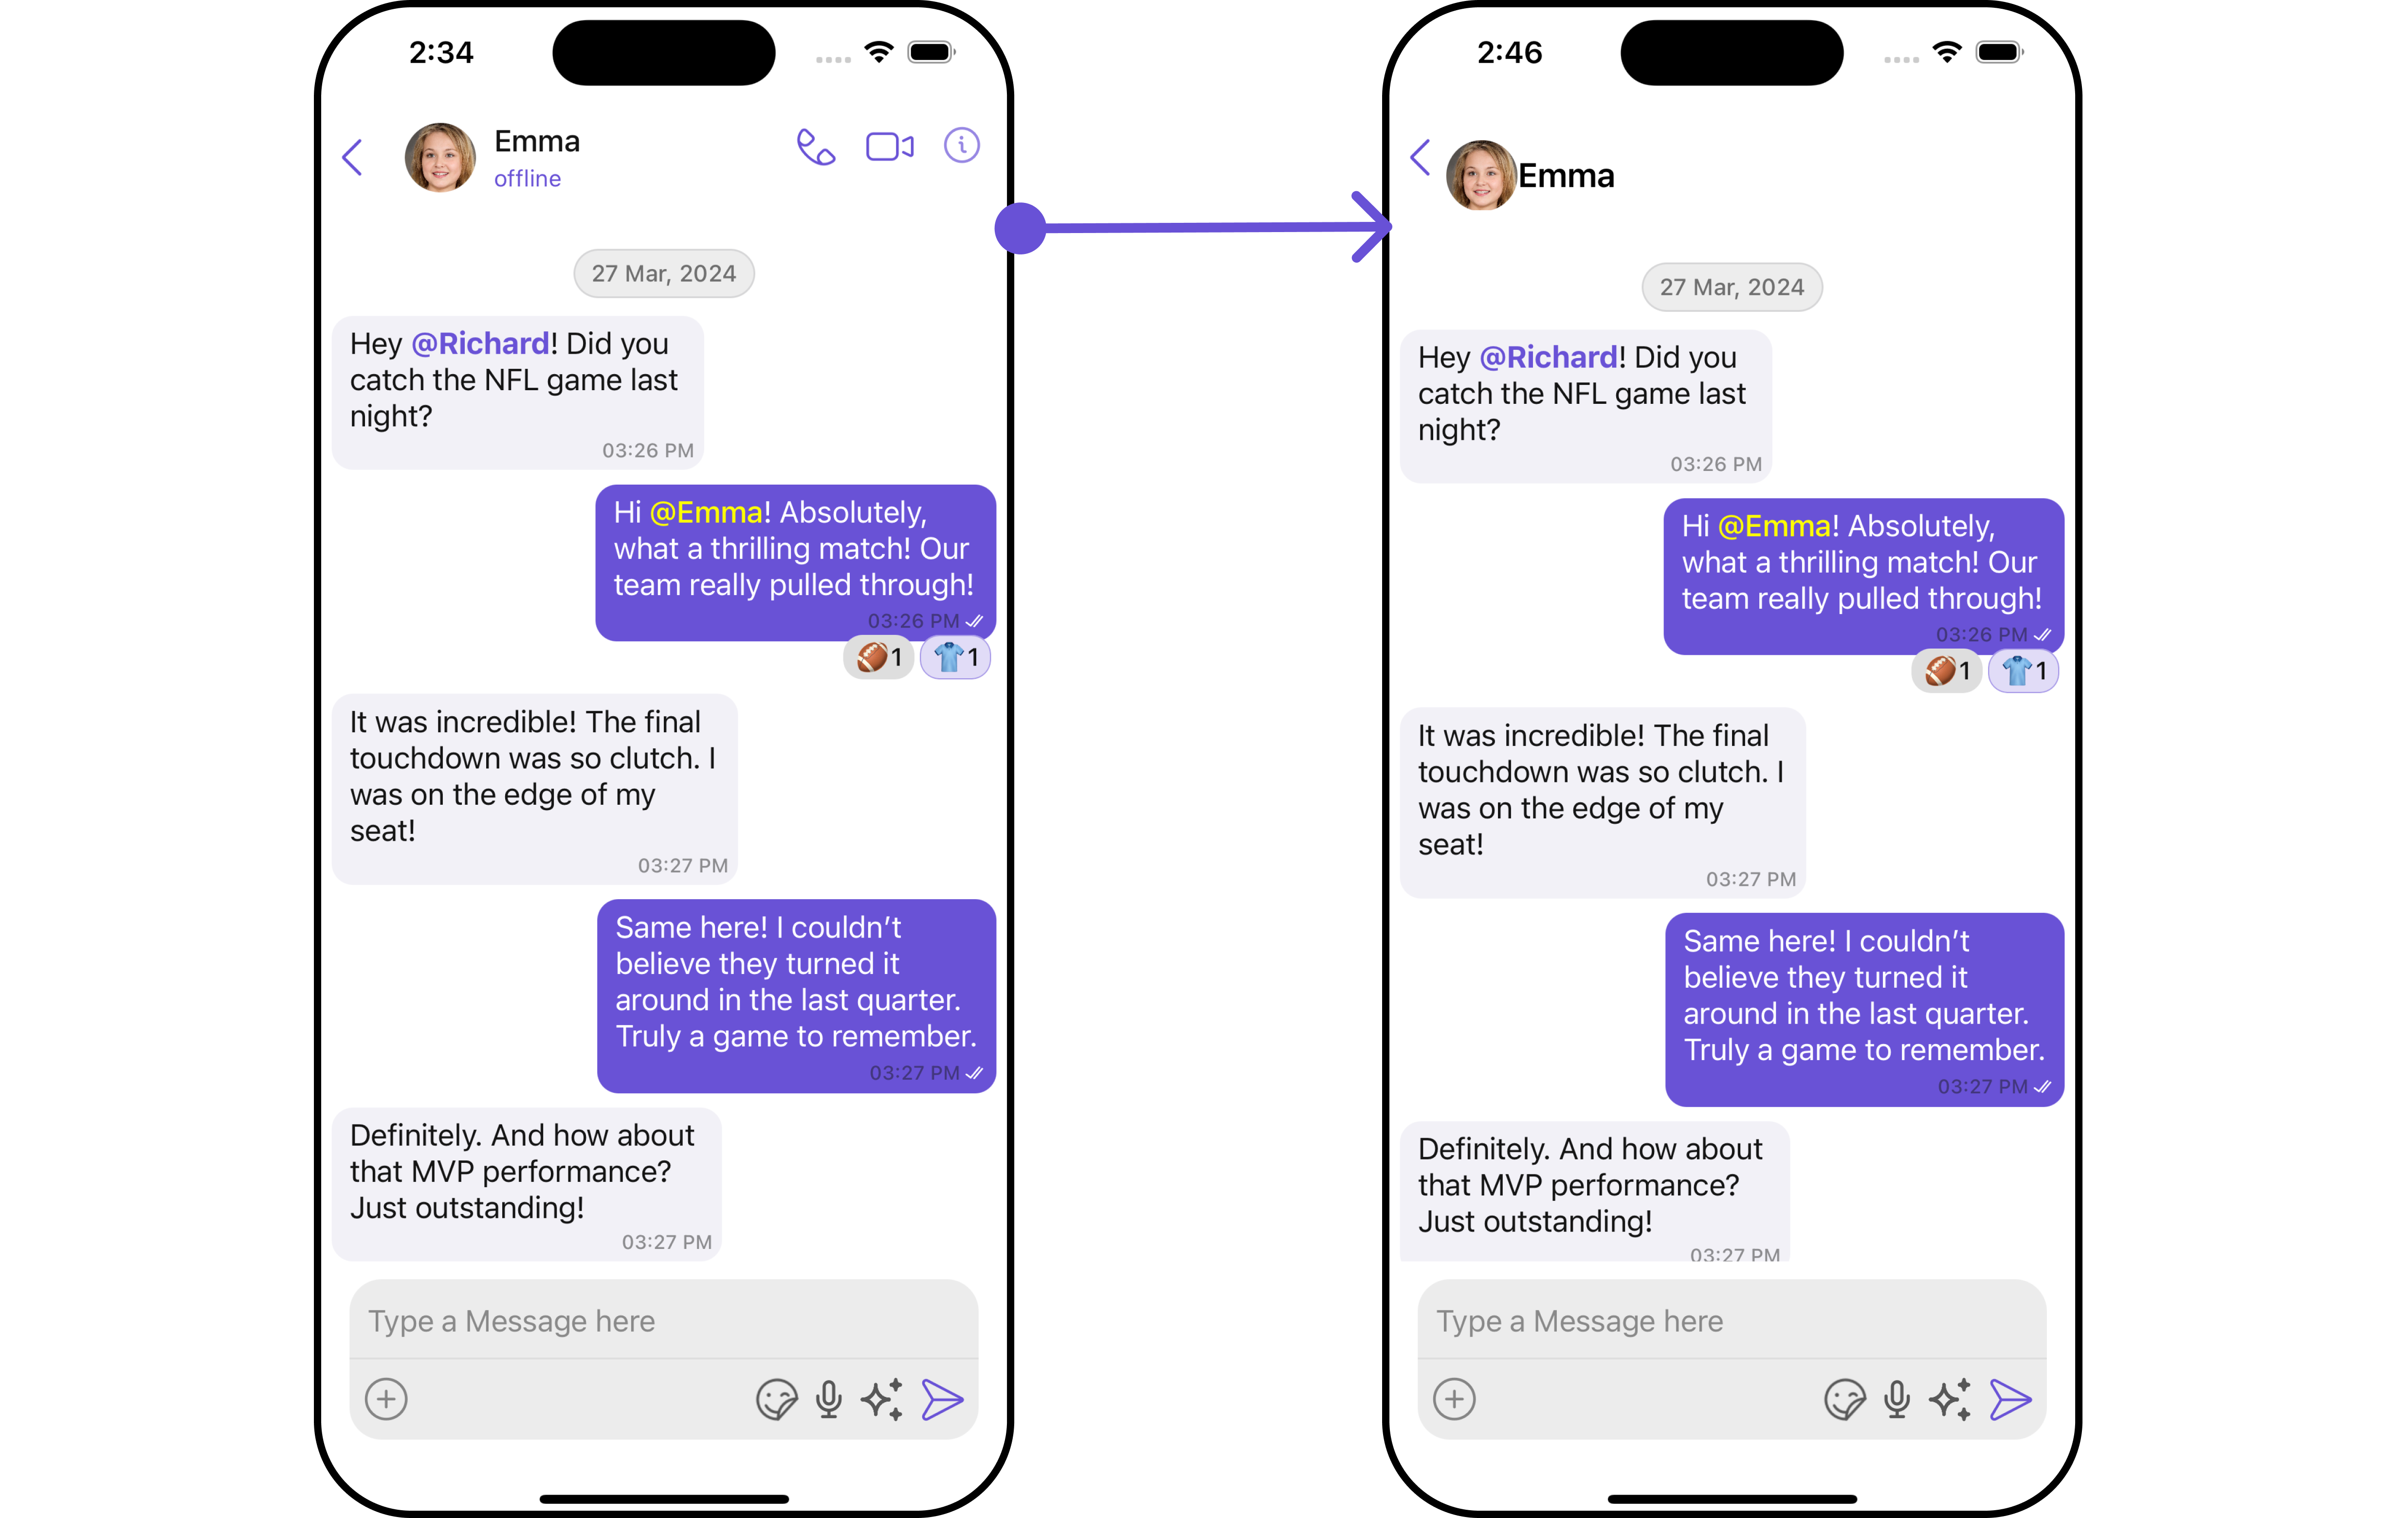 2:34
Emma
offline
27 Mar, 2024
Hey @Richard! Did you
catch the NFL game last
night?
03:26 PM
Hi @Emma! Absolutely,
what a thrilling match! Our
team really pulled through!
03:26 PM
1 1
It was incredible! The final
touchdown was so clutch. I
was on the edge of my
seat!
03:27 PM
Same here! I couldn’t
believe they turned it
around in the last quarter.
Truly a game to remember.
03:27 PM
Definitely. And how about
that MVP performance?
Just outstanding!
03:27 PM
Type a Message here
2:46
Emma
27 Mar, 2024
Hey @Richard! Did you
catch the NFL game last
night?
03:26 PM
Hi @Emma! Absolutely,
what a thrilling match! Our
team really pulled through!
03:26 PM
1 1
It was incredible! The final
touchdown was so clutch. I
was on the edge of my
seat!
03:27 PM
Same here! I couldn’t
believe they turned it
around in the last quarter.
Truly a game to remember.
03:27 PM
Definitely. And how about
that MVP performance?
Just outstanding!
03:27 PM
Type a Message here